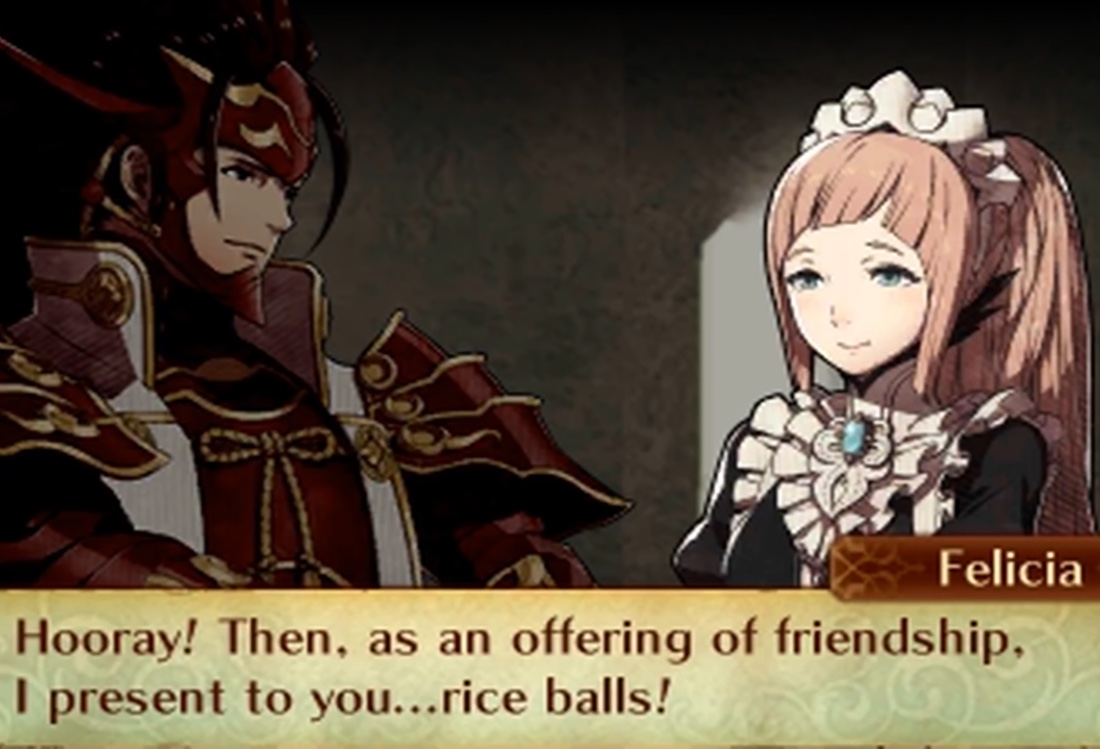 Felicia
Hooray! Then, as an offering of friendship,
I present to you...rice balls!